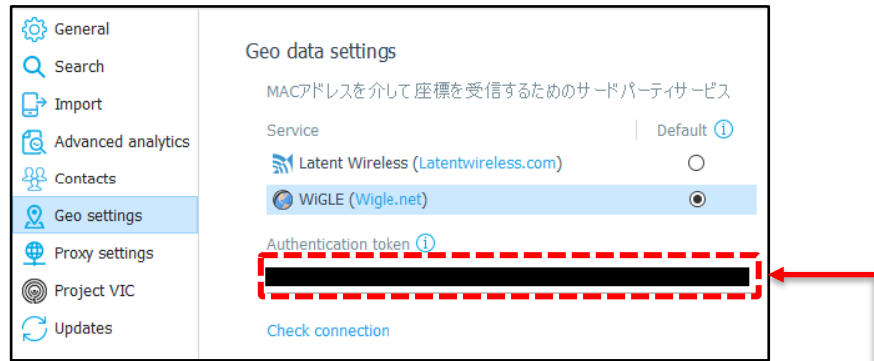 General
Search
Import
Advanced analytics
Contacts
Geo settings
Proxy settings
Project VIC
Updates
Geo data settings
MACアドレスを介して座標を受信するためのサードパーティサービス
Service Default
Latent Wireless (Latentwireless.com)
WiGLE (Wigle.net)
Authentication token
Check connection